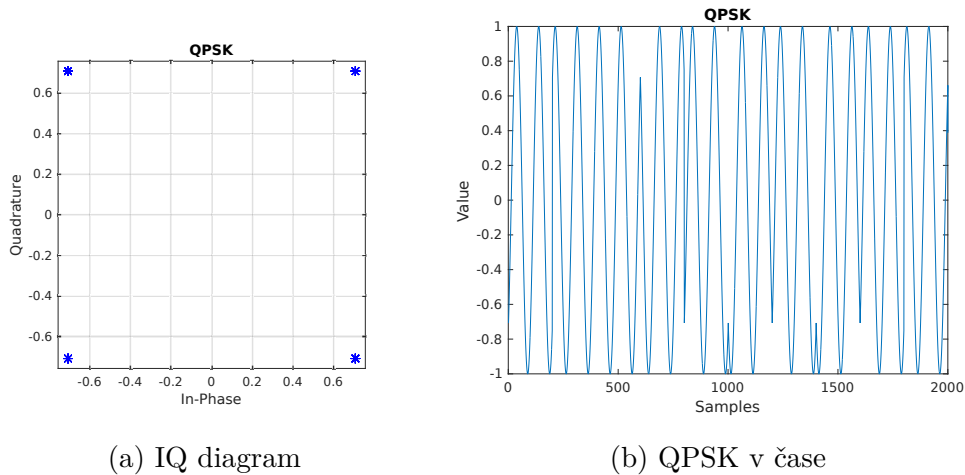 QPSK
0.6
0.4
0.2
0
-0.2
-0.4
-0.6
Quadrature
-0.6 -0.4 -0.2 0 0.2 0.4 0.6
In-Phase
(a) IQ diagram
QPSK
1
0.8
0.6
0.4
0.2
0
-0.2
-0.4
-0.6
-0.8
-1
Value
0 500 1000 1500 2000
Samples
(b) QPSK v čase